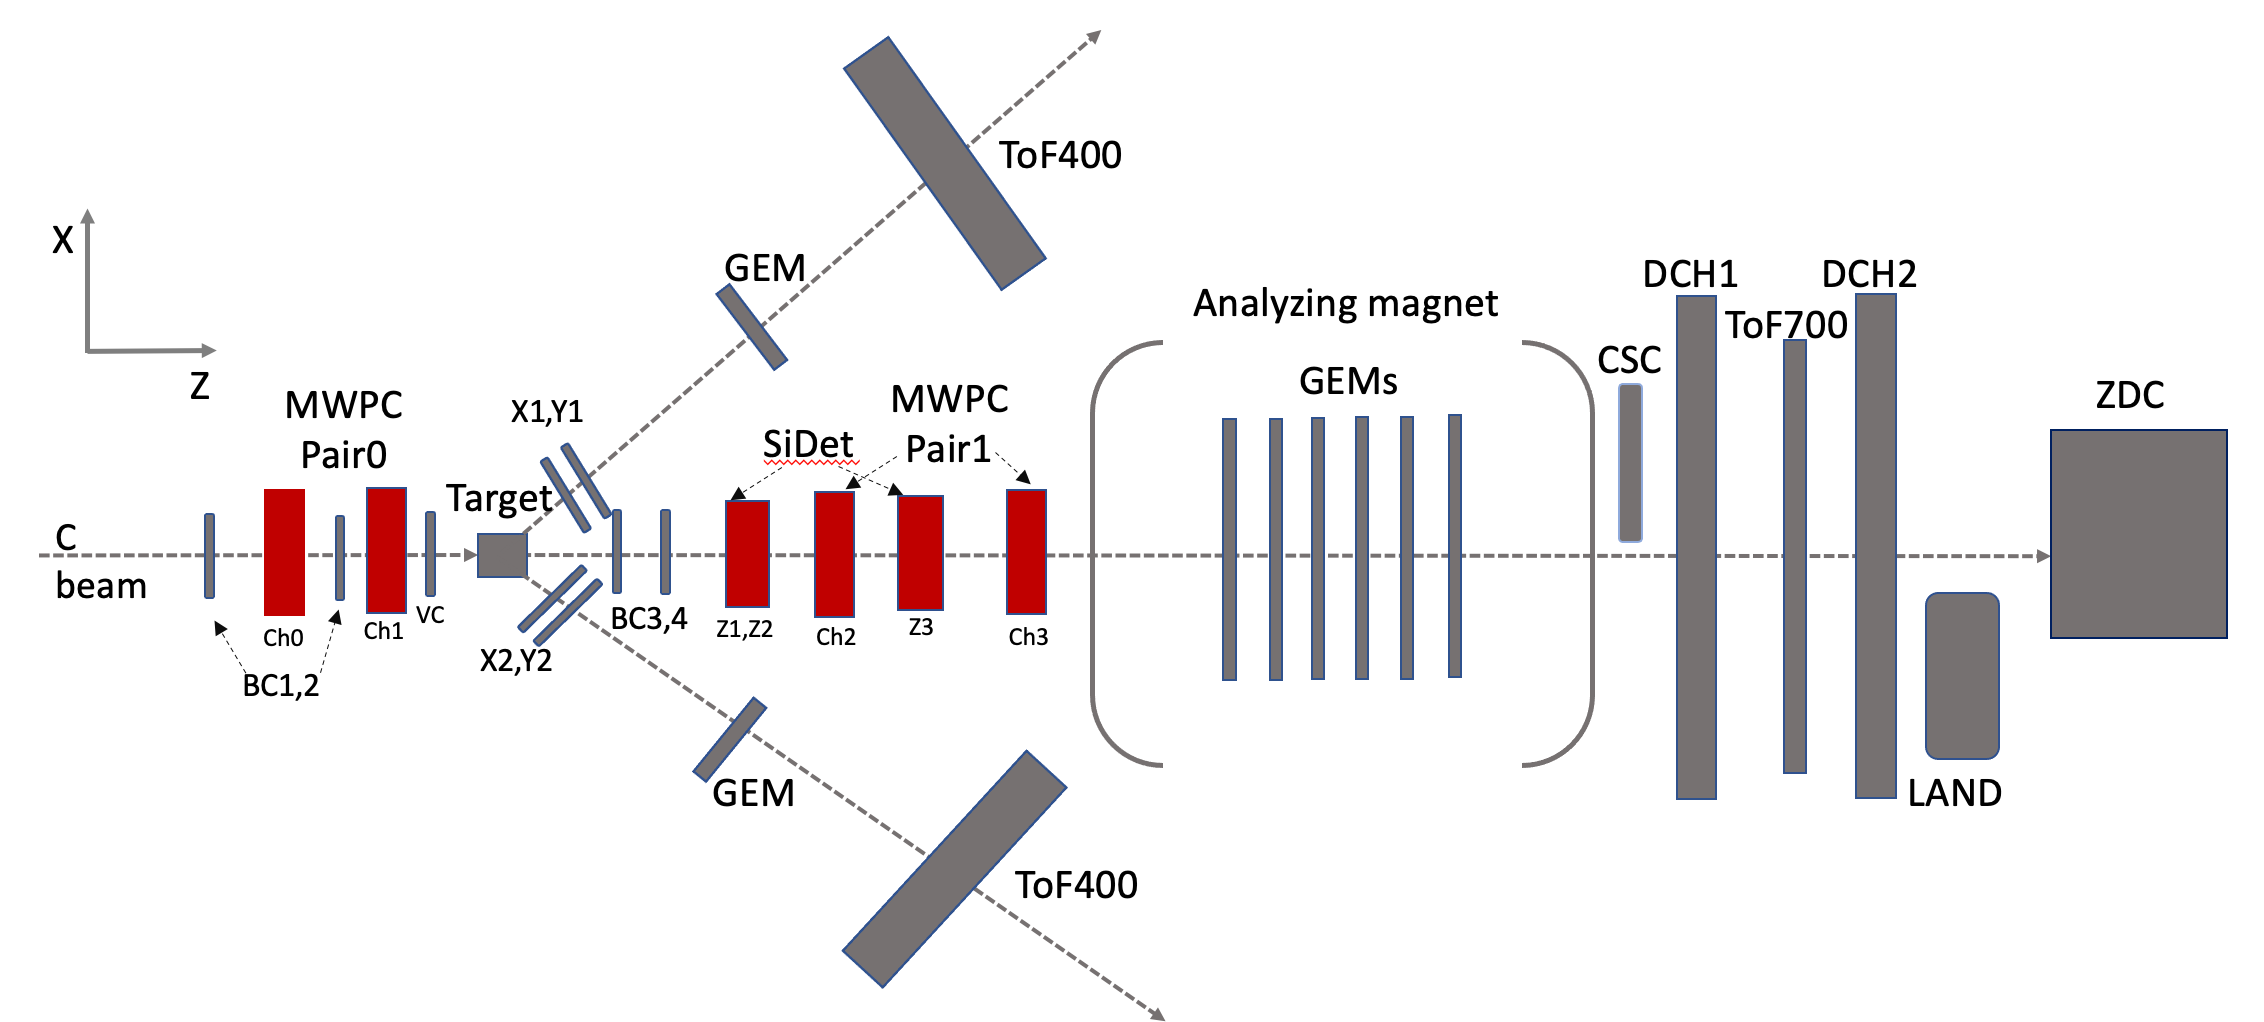 ToF400
X
GEM
Z
Analyzing magnet
DCH1
DCH2
ToF700
CSC
GEMs
ZDC
MWPC
Pair0
X1,Y1
MWPC
Pair1
SiDet
Target
C
beam
Ch0
Ch1
VC
BC3,4
Z1,Z2
Ch2
Z3
Ch3
X2,Y2
BC1,2
GEM
LAND
ToF400